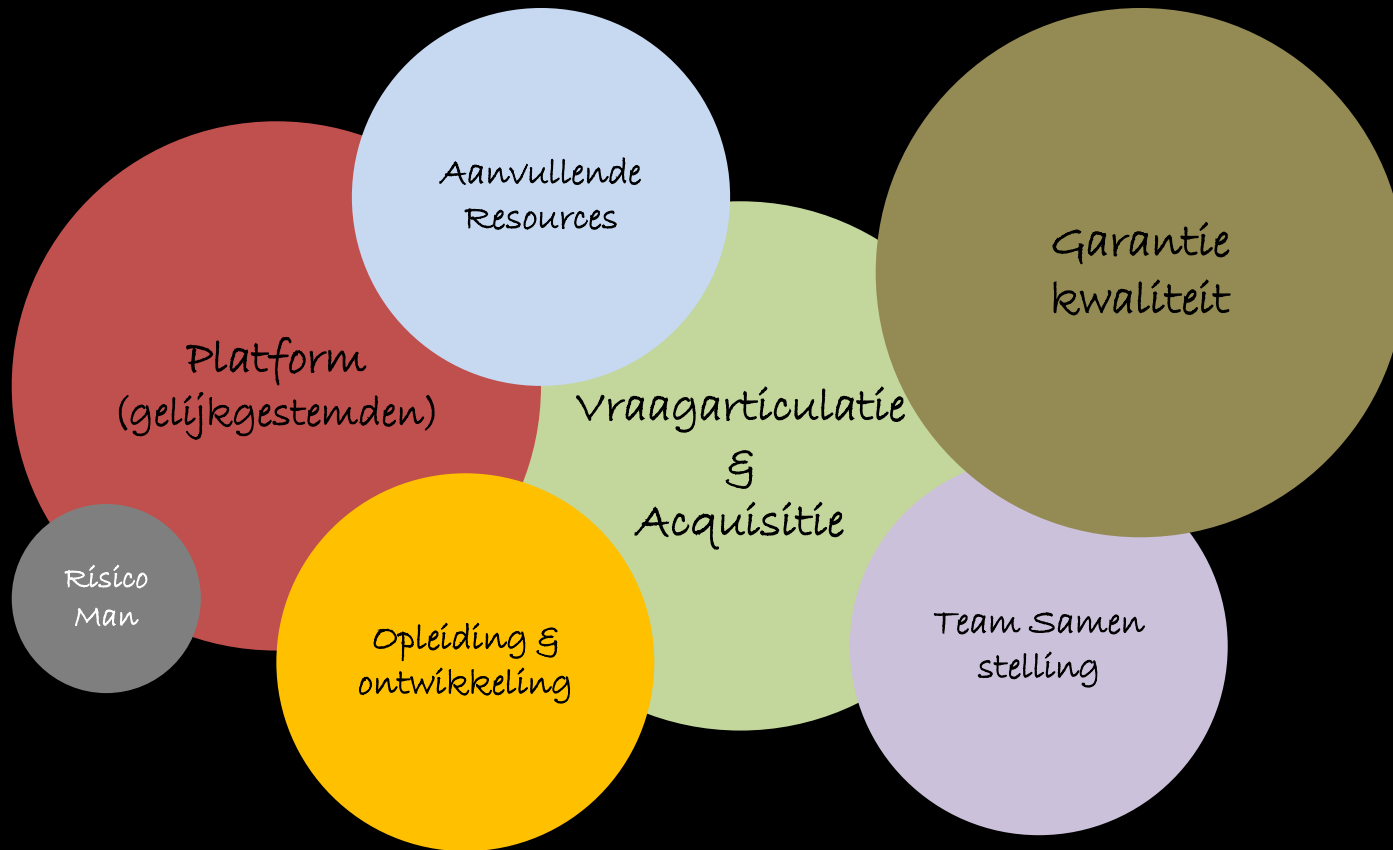 Aanvullende
Resources
Garantie
kwaliteit
Platform
(gelijkgestemden)
Vraagarticulatie
&
Acquisitie
Risico
Man
Opleiding &
ontwikkeling
Team Samen
stelling